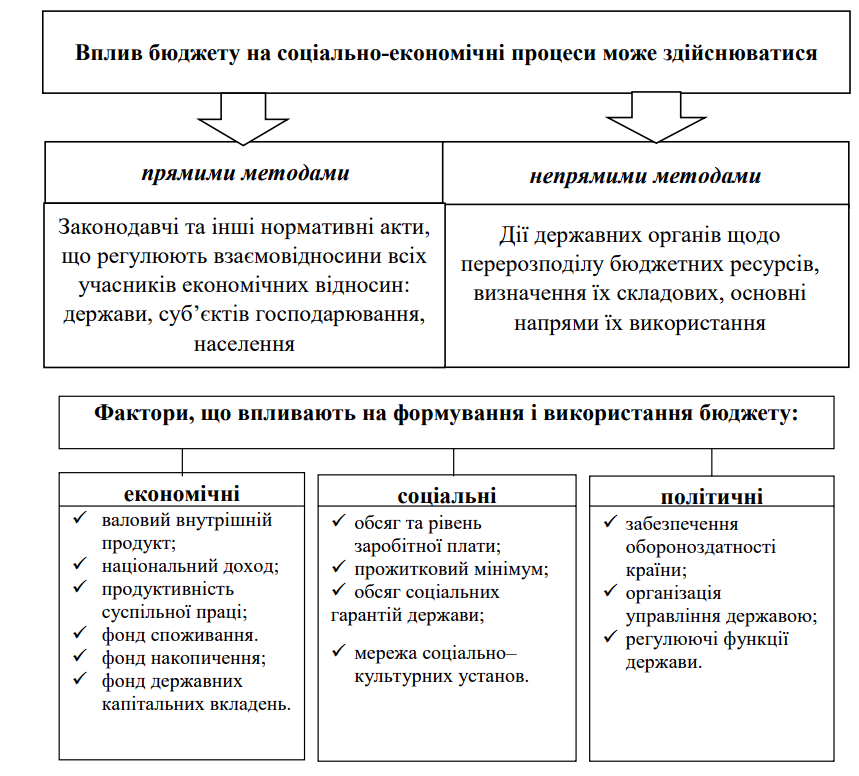 Вплив бюджету на соціально-економічні процеси може здійснюватися
прямими методами
Законодавчі та інші нормативні акти,
що регулюють взаємовідносини всіх
учасників економічних відносин:
держави, суб’єктів господарювання,
населення
непрямими методами
Дії державних органів щодо
перерозподілу бюджетних ресурсів,
визначення їх складових, основні
напрями їх використання
Фактори, що впливають на формування і використання бюджету:
економічні
✓ валовий внутрішній
продукт;
✓ національний доход;
✓ продуктивність
суспільної праці;
✓ фонд споживання.
✓ фонд накопичення;
✓ фонд державних
капітальних вкладень.
соціальні
✓ обсяг та рівень
заробітної плати;
✓ прожитковий мінімум;
✓ обсяг соціальних
гарантій держави;
✓ мережа соціально–
культурних установ.
політичні
✓ забезпечення
обороноздатності
країни;
✓ організація
управління державою;
✓ регулюючі функції
держави.